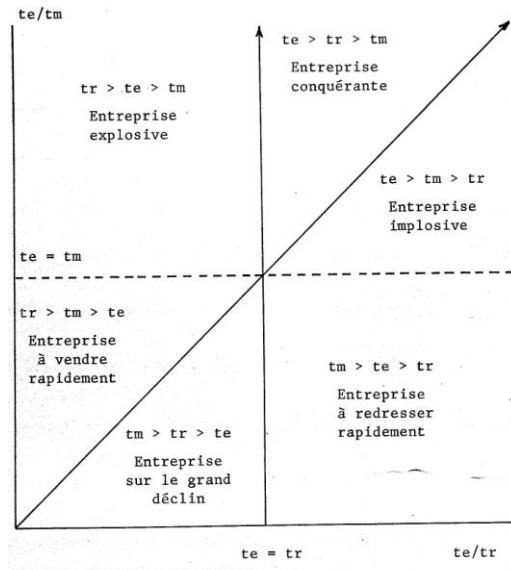 te/tm
te > tr > tm
Entreprise
conquérante
tr > te > tm
Entreprise
explosive
te > tm > tr
Entreprise
implosive
te = tm
tr > tm > te
Entreprise
à vendre
rapidement
tm > te > tr
Entreprise
à redresser
rapidement
tm > tr > te
Entreprise
sur le grand
déclin
te = tr
te/tr